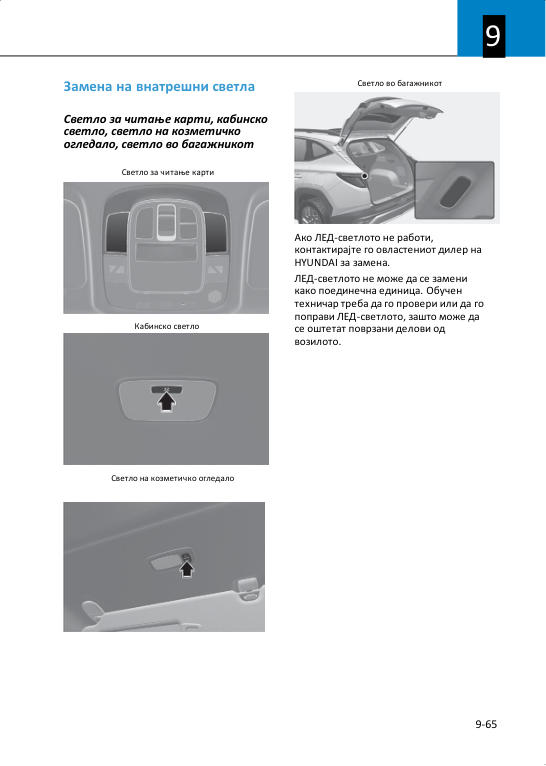 9
Замена на внатрешни светла
Светло за читање карти, кабинско
светло, светло на козметичко
огледало, светло во багажникот
Светло за читање карти
Кабинско светло
Светло на козметичко огледало
Светло во багажникот
Ако ЛЕД-светлото не работи,
контактирајте го овластениот дилер на
HYUNDAI за замена.
ЛЕД-светлото не може да се замени
како поединечна единица. Обучен
техничар треба да го провери или да го
поправи ЛЕД-светлото, зашто може да
се оштетат поврзани делови од
возилото.
9-65